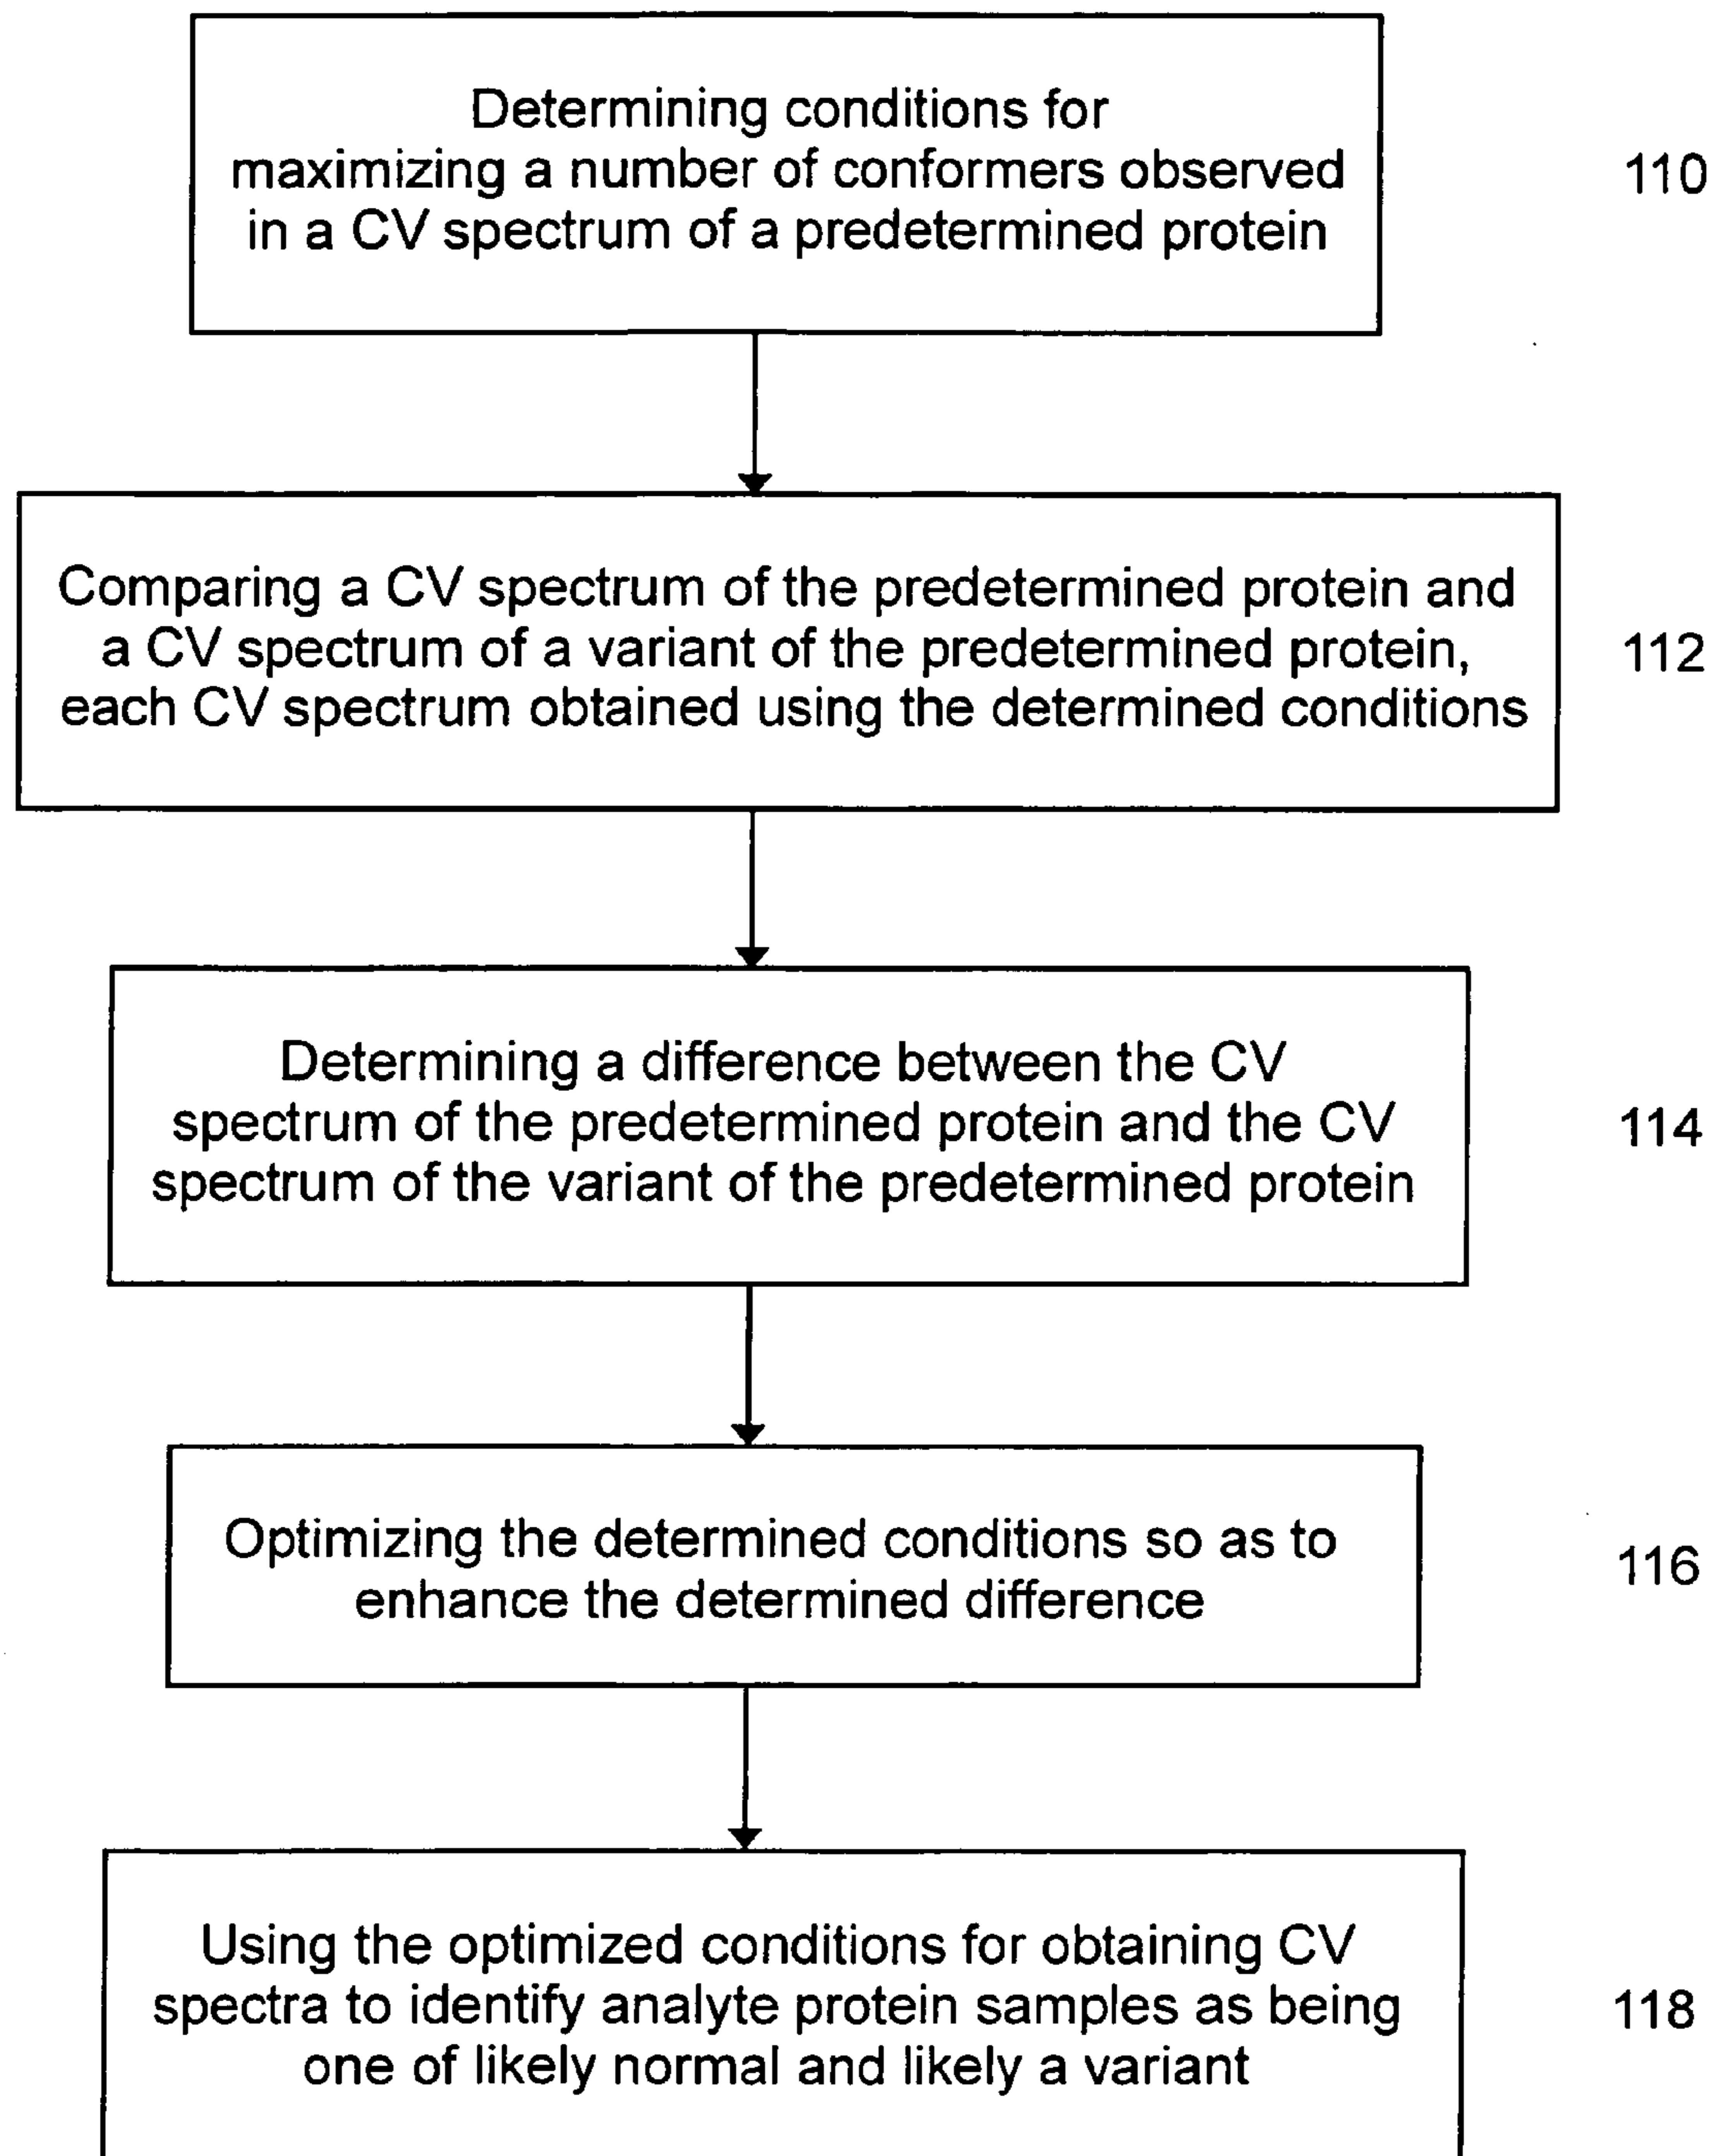 Determining conditions for
maximizing a number of conformers observed
in a CV spectrum of a predetermined protein
110
Comparing a CV spectrum of the predetermined protein and
a CV spectrum of a variant of the predetermined protein,
each CV spectrum obtained using the determined conditions
112
Determining a difference between the CV
spectrum of the predetermined protein and the CV
spectrum of the variant of the predetermined protein
114
Optimizing the determined conditions so as to
enhance the determined difference
116
Using the optimized conditions for obtaining CV
spectra to identify analyte protein samples as being
one of likely normal and likely a variant
118